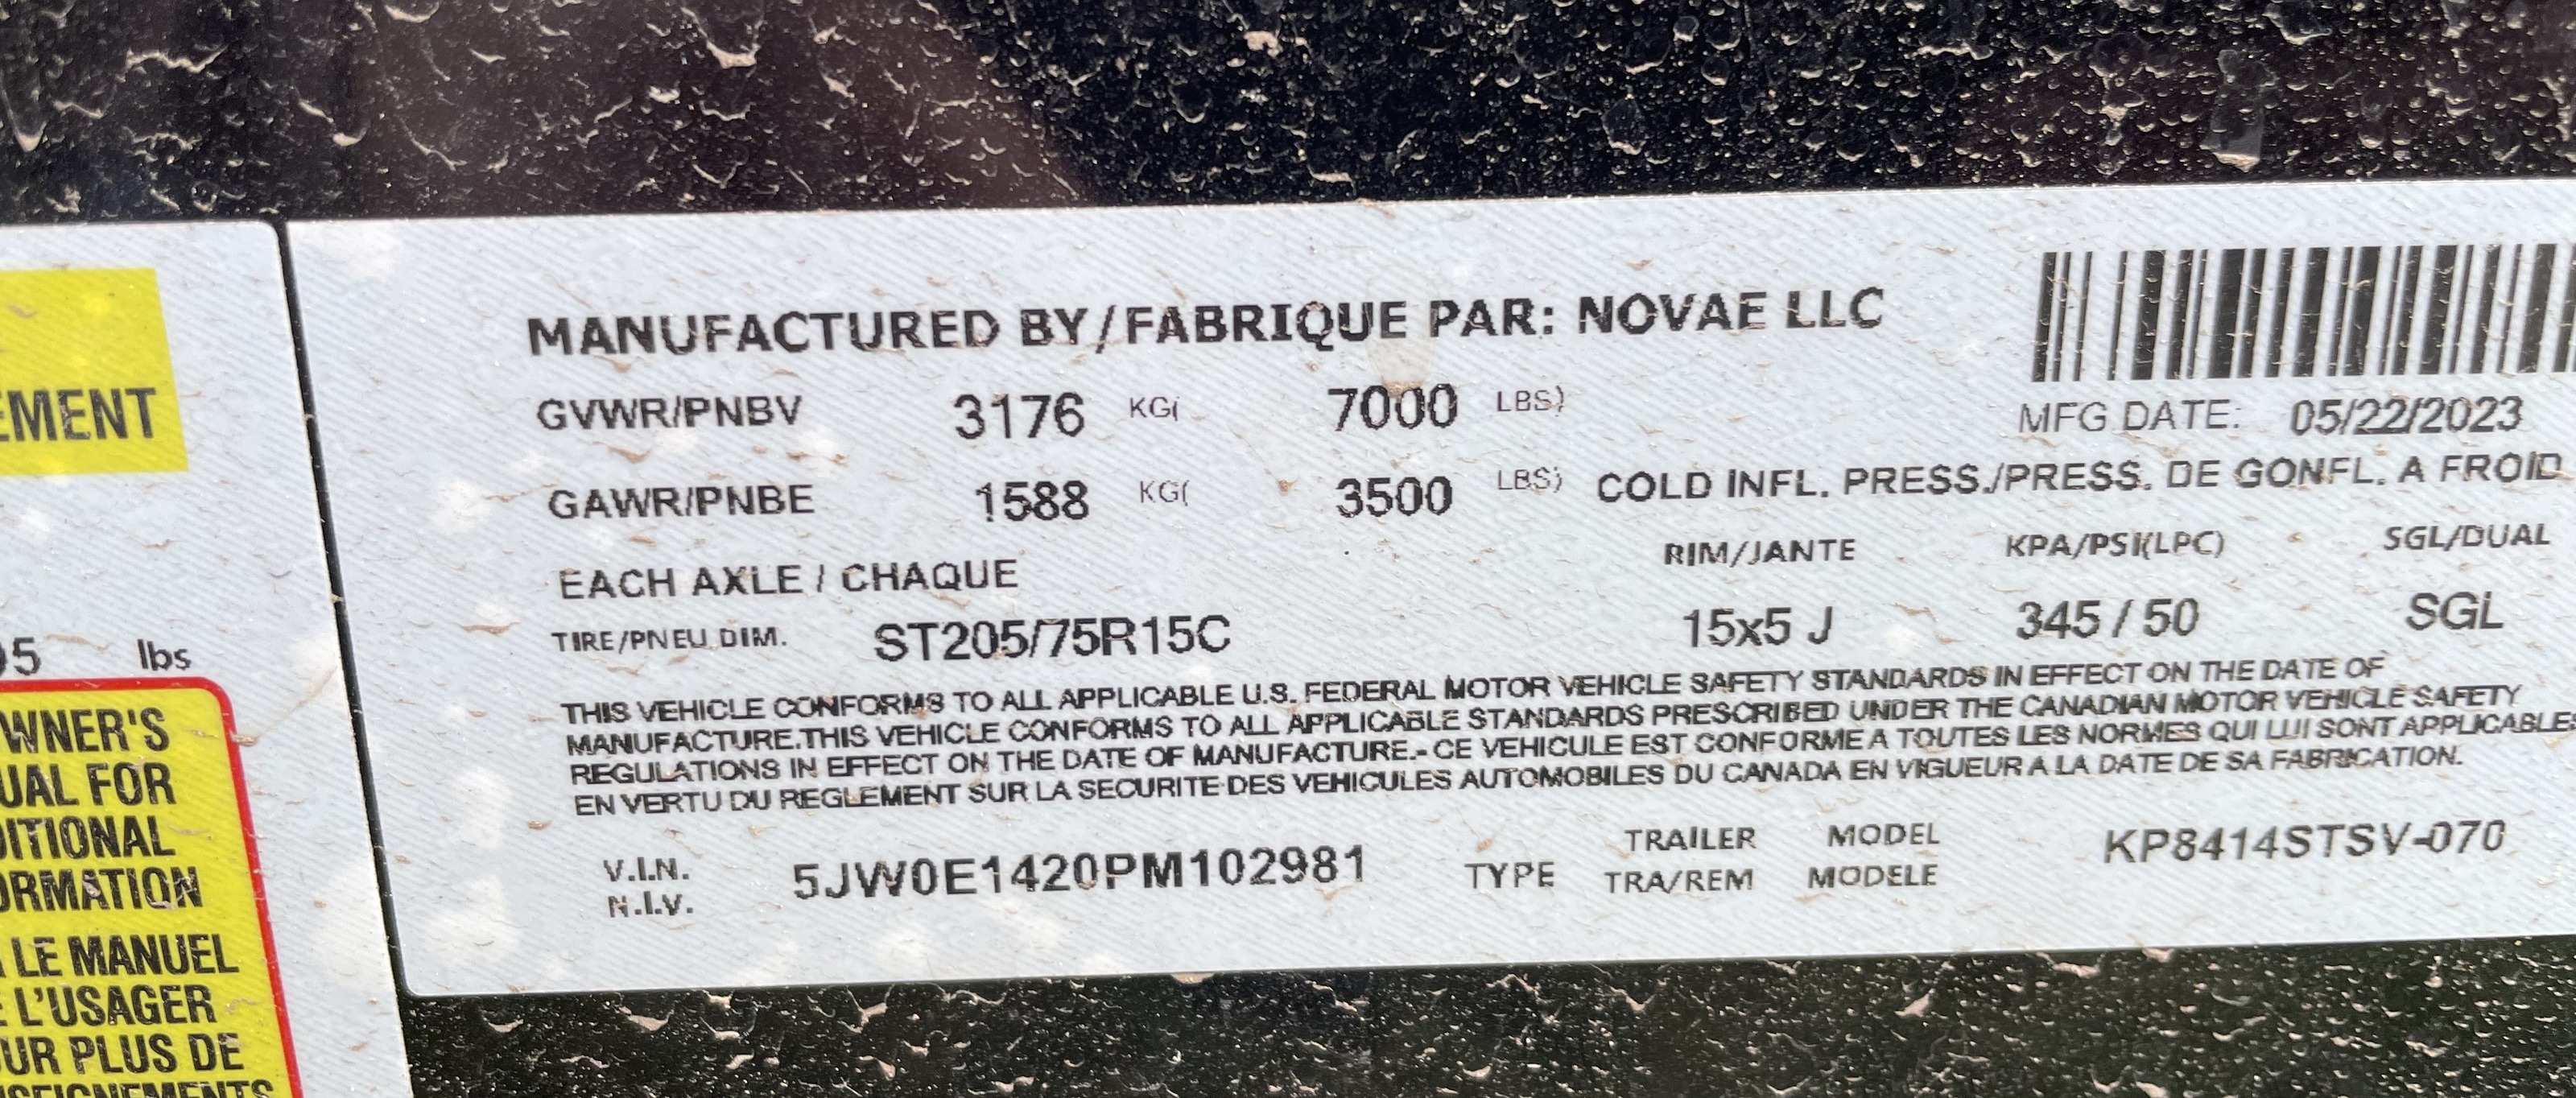 EMENT
95 lbs
WNER'S
UAL FOR
DITIONAL
ORMATION
LE MANUEL
E L'USAGER
UR PLUS DE
SEIGNEMENTS
MANUFACTURED BY/FABRIQUE PAR: NOVAE LLC
GVWR/PNBV 3176 KG( 7000 LBS)
MFG DATE: 05/22/2023
GAWR/PNBE 1588 KG( 3500 LBS) COLD INFL. PRESS./PRESS. DE GONFL. A FROID
EACH AXLE / CHAQUE RIM/JANTE KPA/PSI(LPC) SGL/DUAL
TIRE/PNEU DIM. ST205/75R15C 15x5 J 345 / 50 SGL
THIS VEHICLE CONFORMS TO ALL APPLICABLE U.S. FEDERAL MOTOR VEHICLE SAFETY STANDARDS IN EFFECT ON THE DATE OF
MANUFACTURE.THIS VEHICLE CONFORMS TO ALL APPLICABLE STANDARDS PRESCRIBED UNDER THE CANADIAN MOTOR VEHICLE SAFETY
REGULATIONS IN EFFECT ON THE DATE OF MANUFACTURE.- CE VEHICULE EST CONFORME A TOUTES LES NORMES QUI LUI SONT APPLICABLES
EN VERTU DU REGLEMENT SUR LA SECURITE DES VEHICULES AUTOMOBILES DU CANADA EN VIGUEUR A LA DATE DE SA FABRICATION.
V.I.N. 5JW0E1420PM102981 TYPE TRAILER MODEL KP8414STSV-070
N.I.V. TRA/REM MODELE